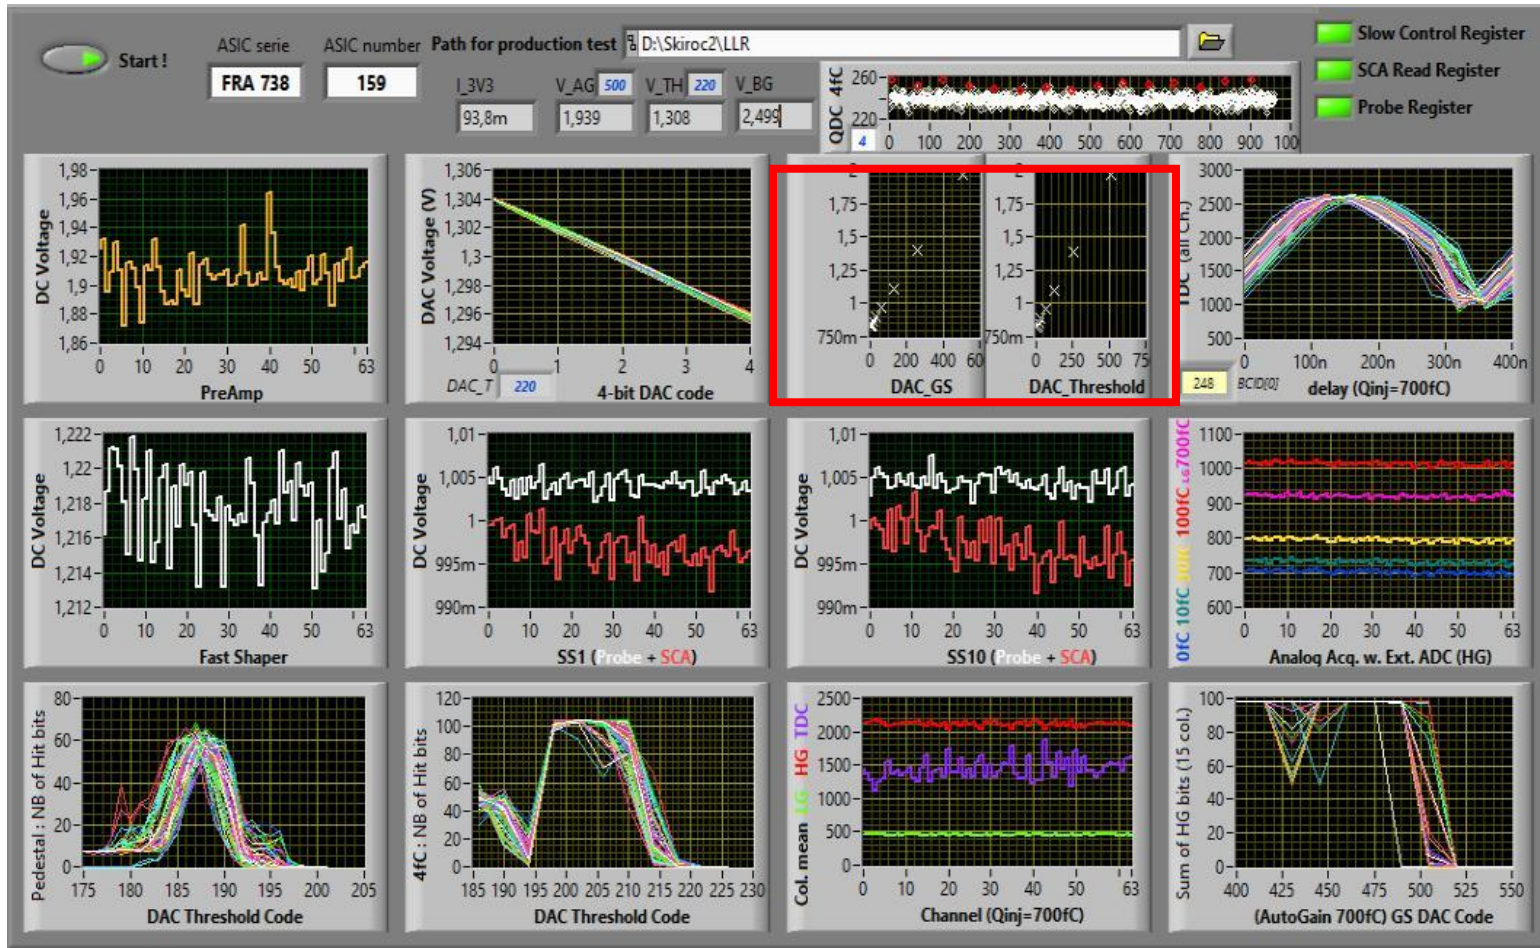 Start !
ASIC serie
FRA 738
ASIC number
159
Path for production test
D:\Skiroc2\LLR
I_3V3
93,8m
V_AG 500
1,939
V_TH 220
1,308
V_BG
2,499
QDC 4fC
4
260
220
0 100 200 300 400 500 600 700 800 900 100
Slow Control Register
SCA Read Register
Probe Register
DC Voltage
1,98
1,96
1,94
1,92
1,9
1,88
1,86
0 10 20 30 40 50 63
PreAmp
DAC Voltage (V)
1,306
1,304
1,302
1,3
1,298
1,296
1,294
0 1 2 3 4
DAC_T 220
4-bit DAC code
2
1,75
1,5
1,25
1
750m
0 200 400 60
DAC_GS
2
1,75
1,5
1,25
1
750m
0 250 500 75
DAC_Threshold
TDC (all Ch.)
3000
2500
2000
1500
1000
500
0 100n 200n 300n 400n
248 BCID[0]
delay (Qinj=700fC)
DC Voltage
1,222
1,22
1,218
1,216
1,214
1,212
0 10 20 30 40 50 63
Fast Shaper
DC Voltage
1,01
1,005
1
995m
990m
0 10 20 30 40 50 63
SS1 (Probe + SCA)
DC Voltage
1,01
1,005
1
995m
990m
0 10 20 30 40 50 63
SS10 (Probe + SCA)
0fC 10fC 40fC 100fC LG700fC
1100
1000
900
800
700
600
0 10 20 30 40 50 63
Analog Acq. w. Ext. ADC (HG)
Pedestal : NB of Hit bits
80
60
40
20
0
175 180 185 190 195 200 205
DAC Threshold Code
4fC : NB of Hit bits
120
100
80
60
40
20
0
185 190 195 200 205 210 215 220 225 230
DAC Threshold Code
Col. mean LG HG TDC
2500
2000
1500
1000
500
0
0 10 20 30 40 50 63
Channel (Qinj=700fC)
Sum of HG bits (15 col.)
100
80
60
40
20
0
400 425 450 475 500 525 550
(AutoGain 700fC) GS DAC Code